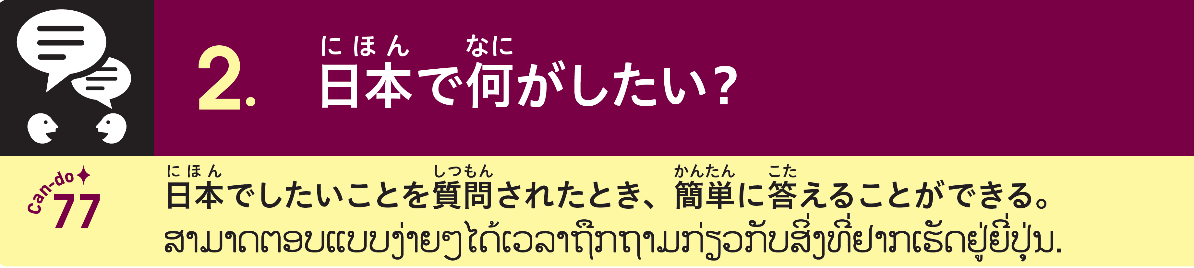 にほん なに
2. 日本で何がしたい?
Can-do
77
にほん しつもん かんたん こた
日本でしたいことを質問されたとき、簡単に答えることができる。
ສາມາດຕອບແບບງ່າຍໆໄດ້ເວລາຖືກຖາມກ່ຽວກັບສິ່ງທີ່ຢາກເຮັດຢູ່ຍີ່ປຸ່ນ.